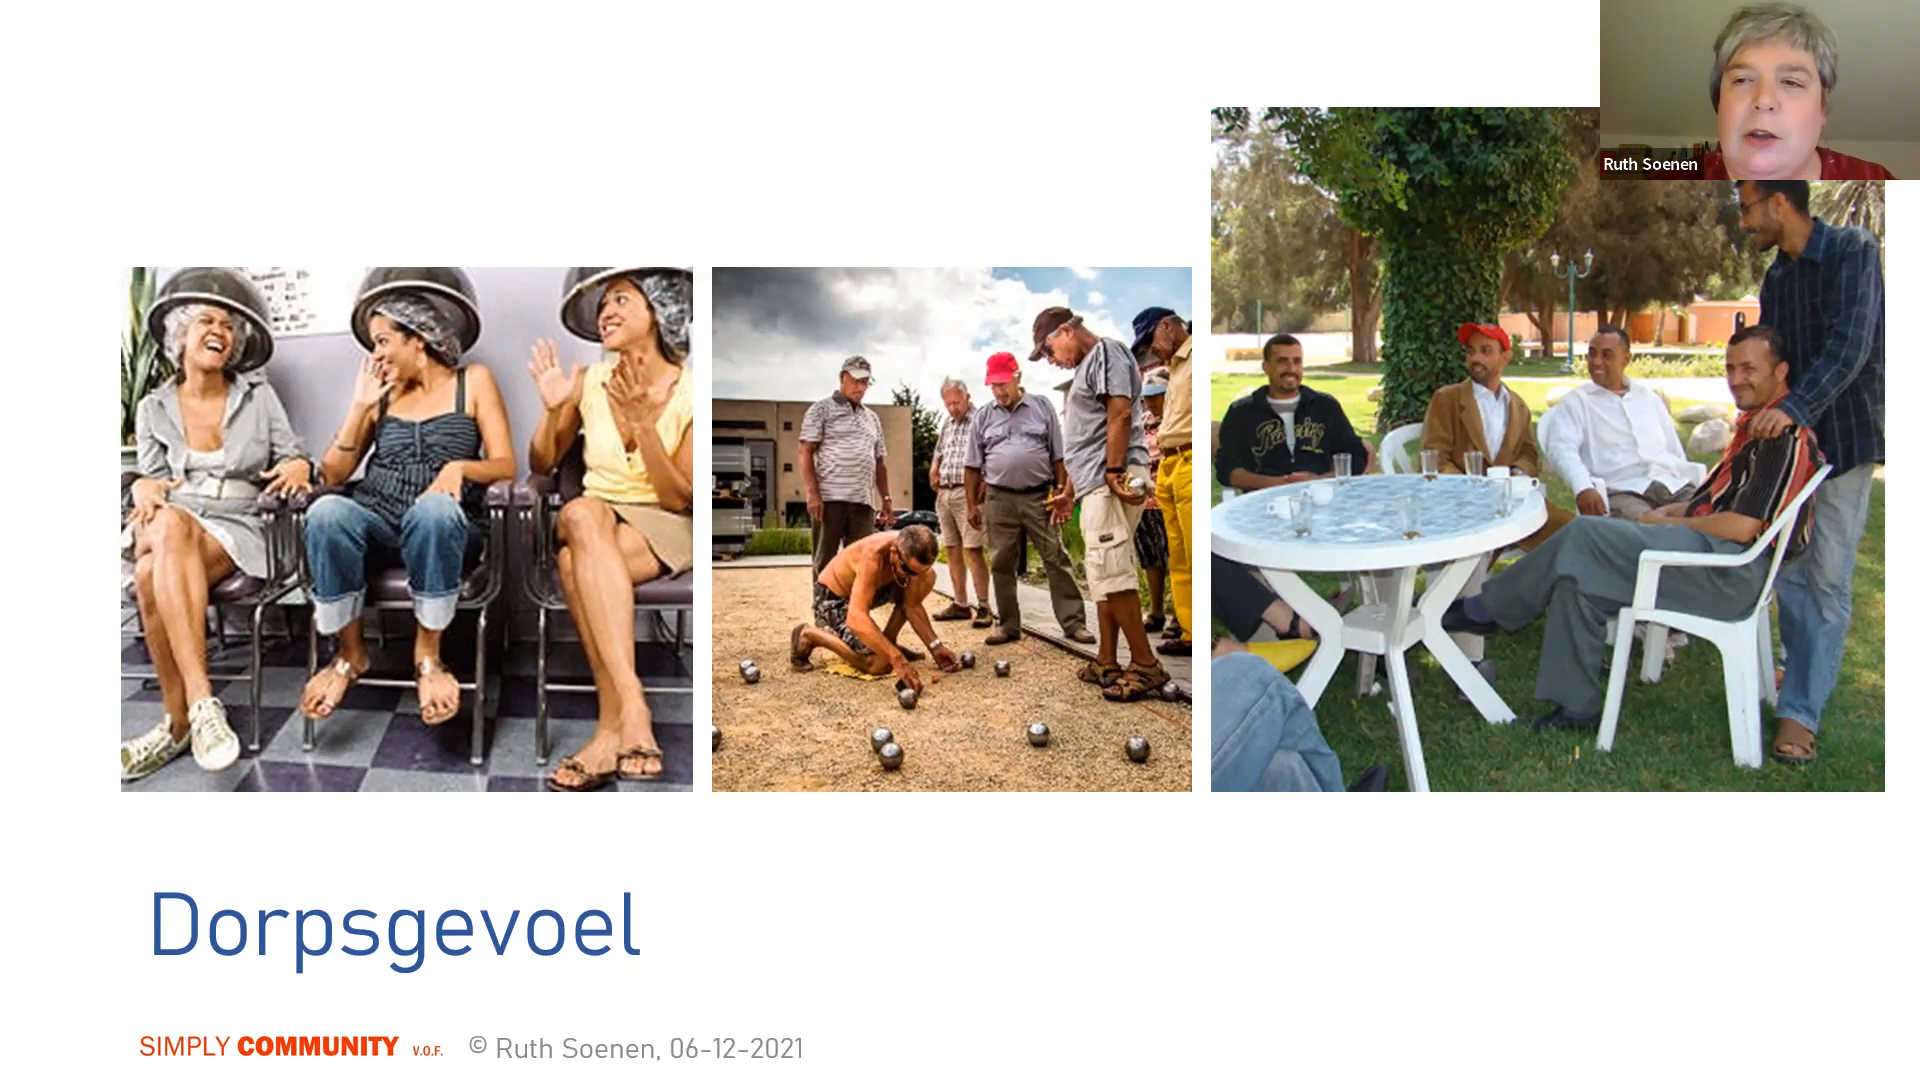 Ruth Soenen
Dorpsgevoel
SIMPLY COMMUNITY V.O.F. © Ruth Soenen, 06-12-2021